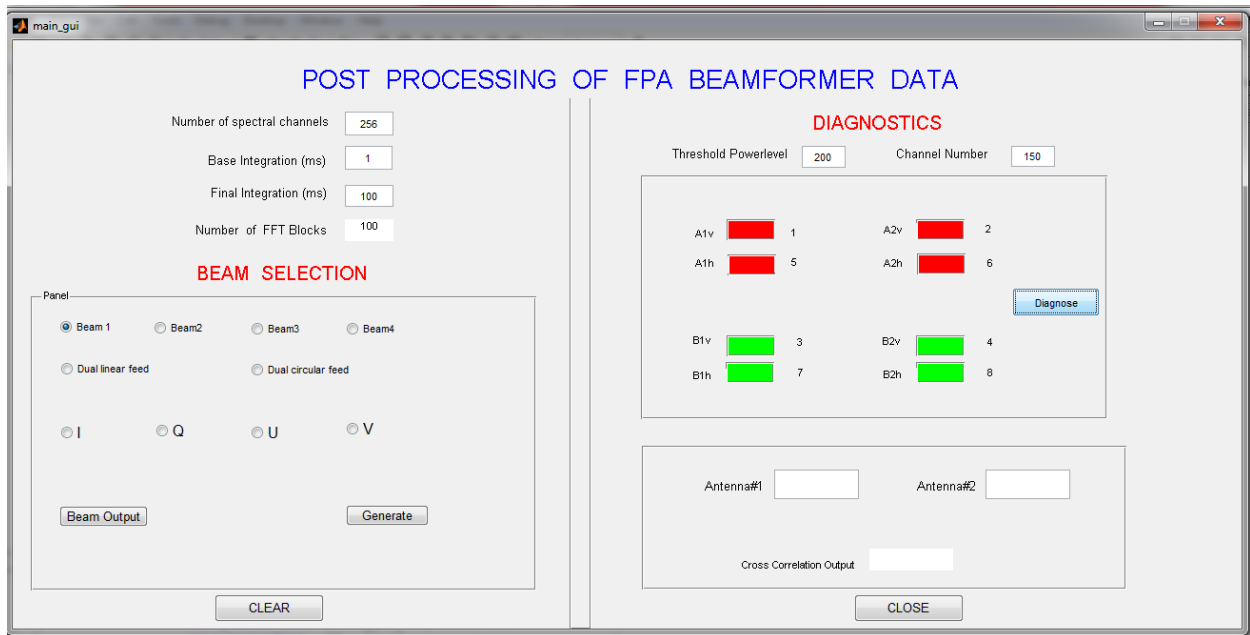 main_gui
POST PROCESSING OF FPA BEAMFORMER DATA
Number of spectral channels 256
Base Integration (ms) 1
Final Integration (ms) 100
Number of FFT Blocks 100
BEAM SELECTION
Panel
Beam 1 Beam2 Beam3 Beam4
Dual linear feed Dual circular feed
I Q U V
Beam Output Generate
CLEAR
DIAGNOSTICS
Threshold Powerlevel 200 Channel Number 150
A1v 1 A2v 2
A1h 5 A2h 6
Diagnose
B1v 3 B2v 4
B1h 7 B2h 8
Antenna#1 Antenna#2
Cross Correlation Output
CLOSE